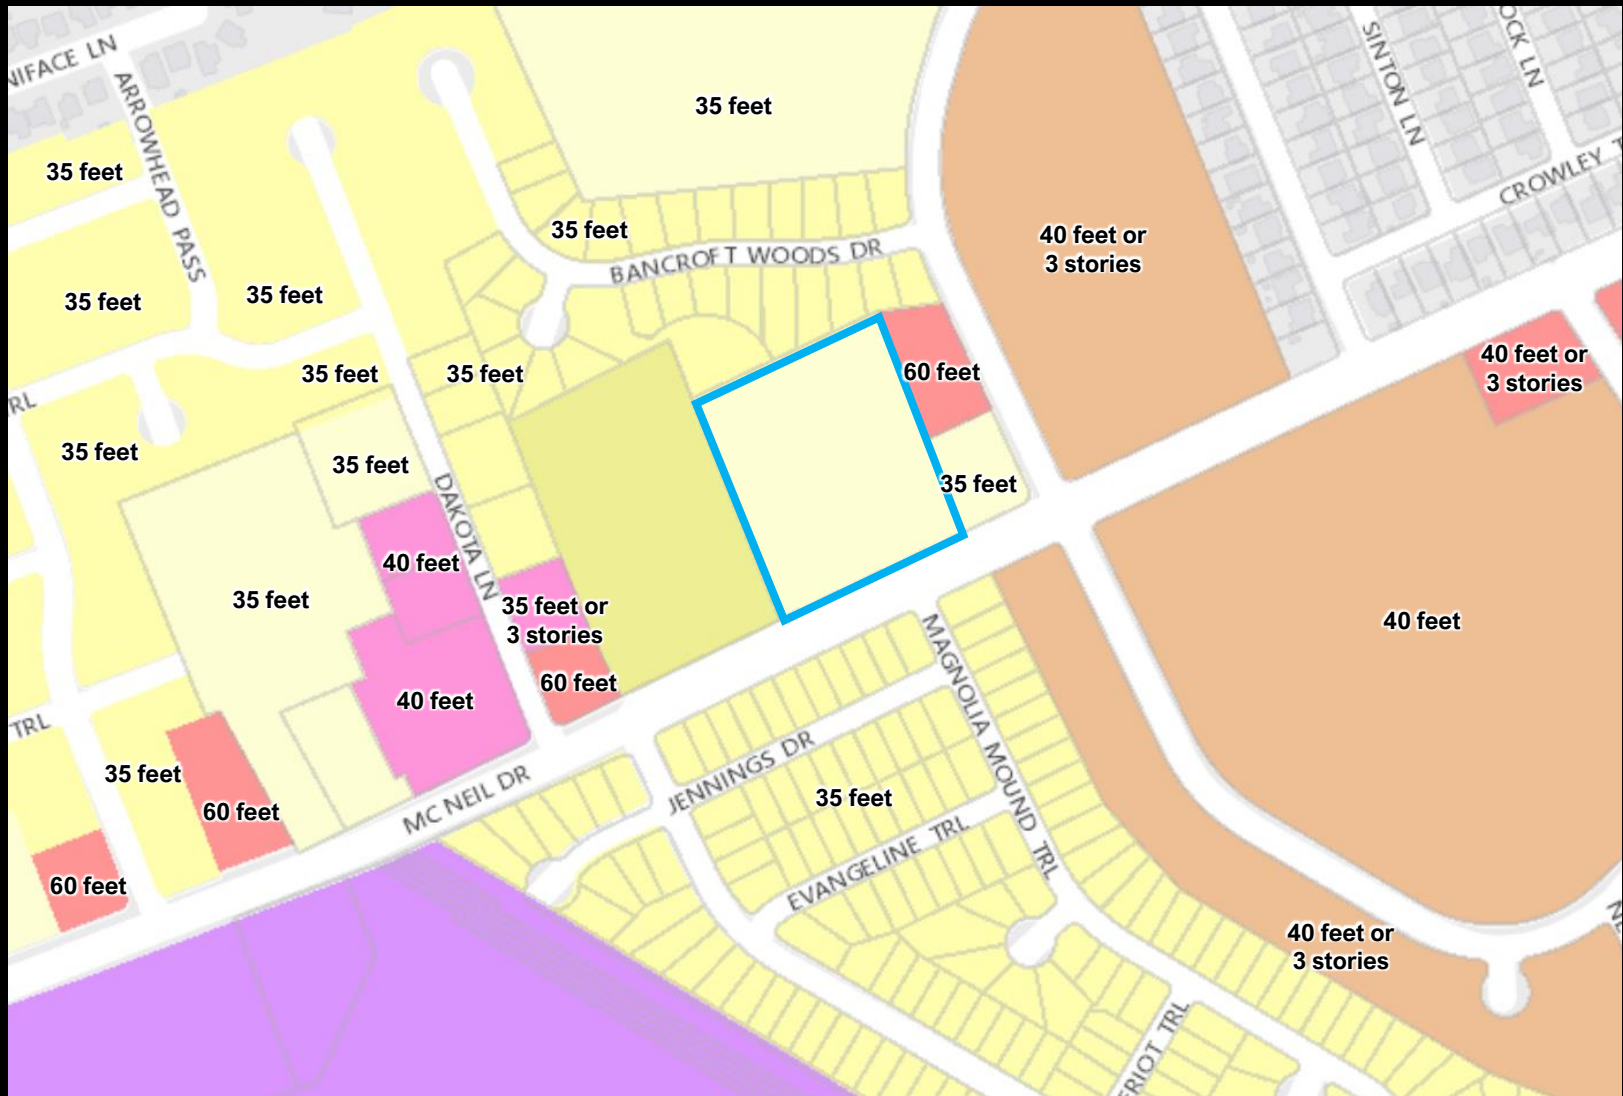 NIFACE LN
ARROWHEAD PASS
35 feet
SINTON LN
OCK LN
CROWLEY T
35 feet
35 feet
BANCROFT WOODS DR
40 feet or
3 stories
35 feet
35 feet
35 feet
35 feet
60 feet
40 feet or
3 stories
TRL
35 feet
35 feet
35 feet
DAKOTA LN
40 feet
35 feet
35 feet or
3 stories
40 feet
60 feet
40 feet
MAGNOLIA MOUND TRL
TRL
35 feet
60 feet
MC NEIL DR
JENNINGS DR
35 feet
EVANGELINE TRL
60 feet
40 feet or
3 stories
ERIOT TRL